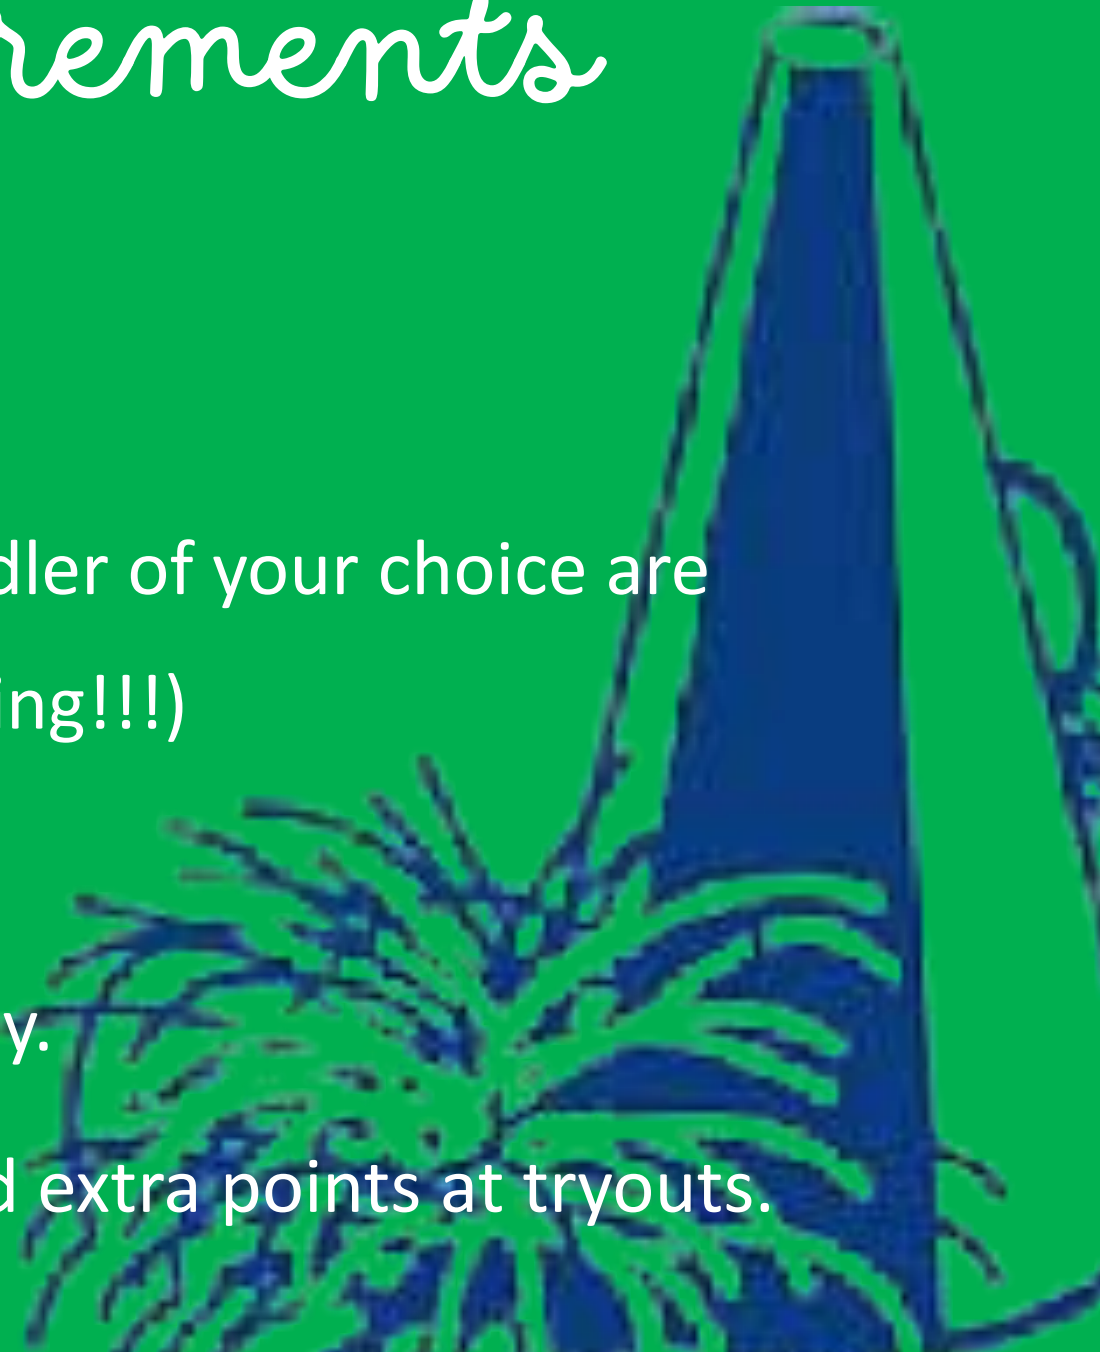 rements
dler of your choice are
ing!!!)
y.
d extra points at tryouts.